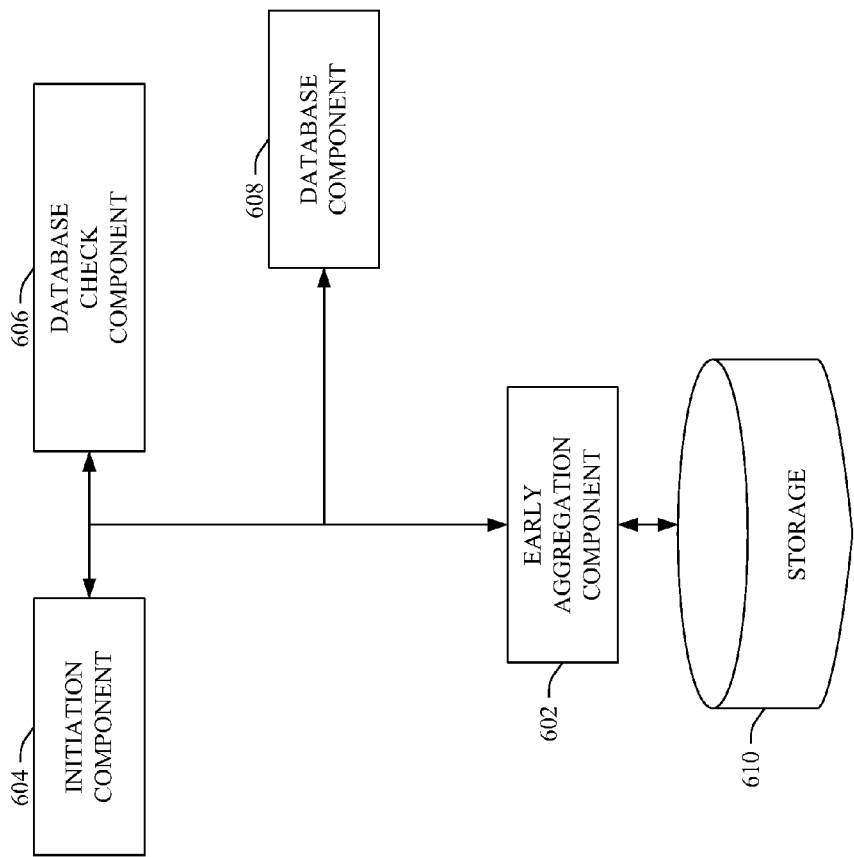 604
INITIATION
COMPONENT
606
DATABASE
CHECK
COMPONENT
608
DATABASE
COMPONENT
602
EARLY
AGGREGATION
COMPONENT
610
STORAGE